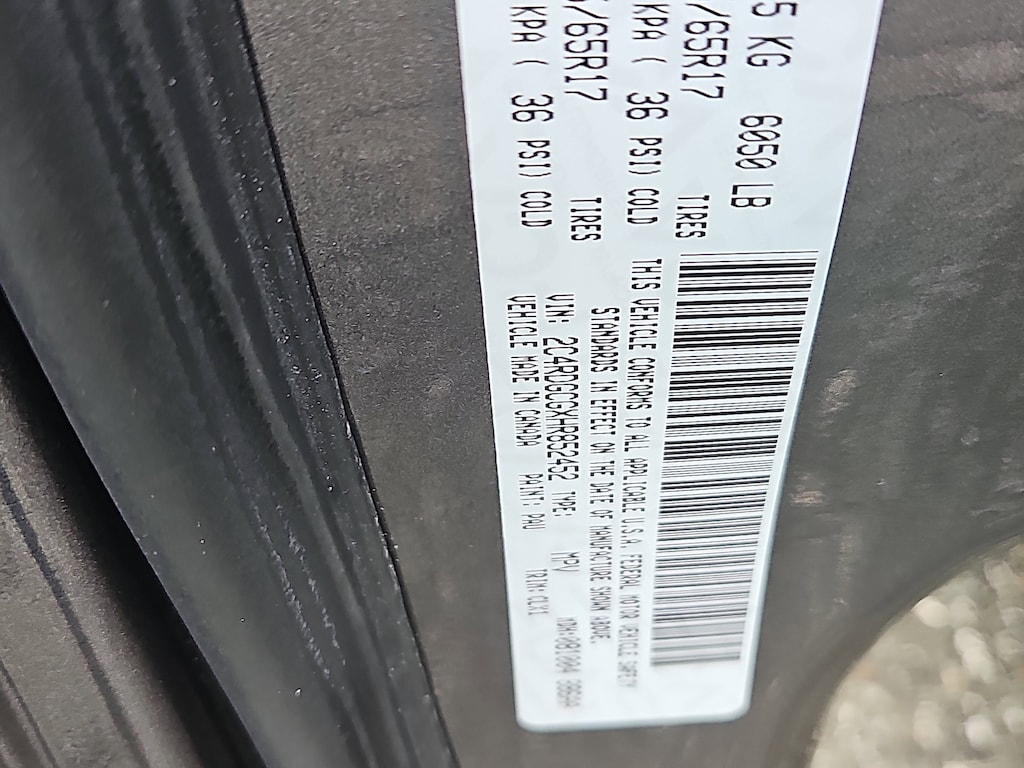 5 KG 6050 LB
/65R17 TIRES
KPA ( 36 PSI) COLD
/65R17 TIRES
KPA ( 36 PSI) COLD
THIS VEHICLE CONFORMS TO ALL APPLICABLE U.S.A. FEDERAL MOTOR VEHICLE SAFETY
STANDARDS IN EFFECT ON THE DATE OF MANUFACTURE SHOWN ABOVE.
VIN: 2C4RDGCGXHR852452 TYPE: MPV
VEHICLE MADE IN CANADA PAINT: PAU TRIM: